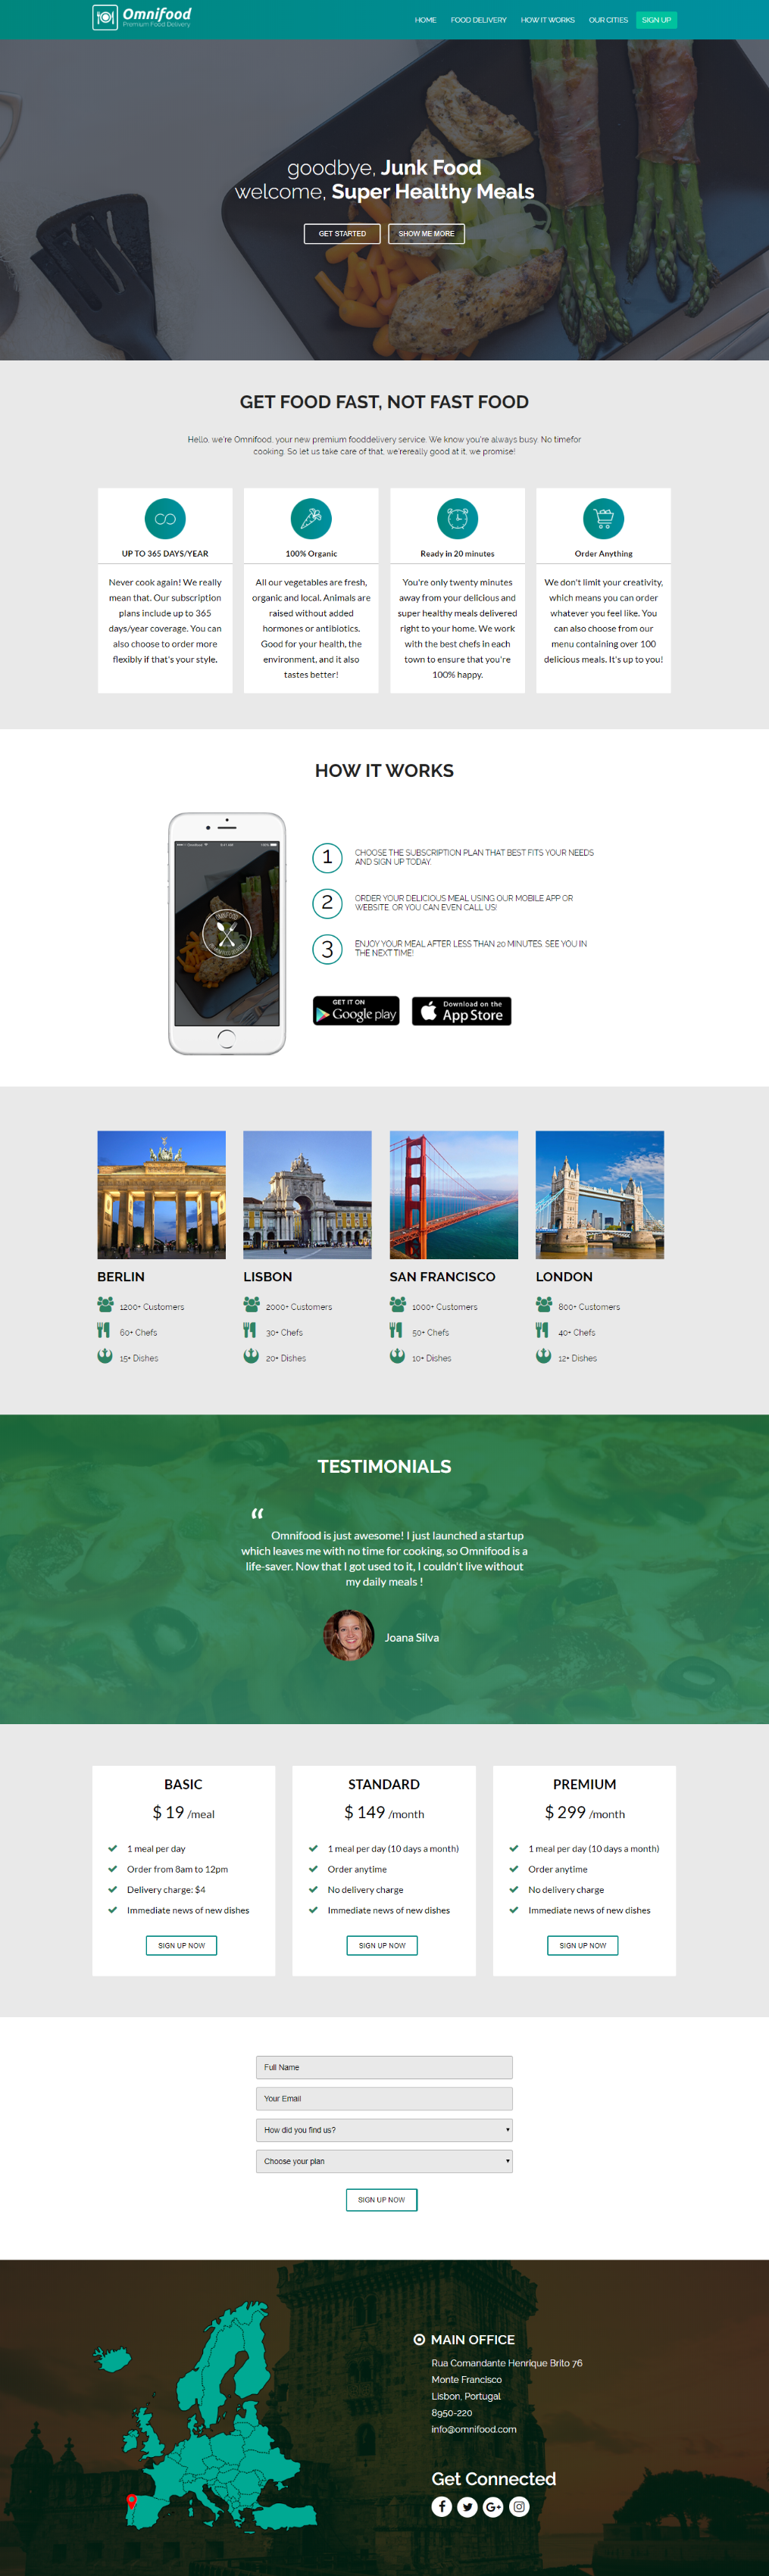 Omnifood
Premium Food Delivery
HOME
FOOD DELIVERY
HOW IT WORKS
OUR CITIES
SIGN UP
goodbye, Junk Food
welcome, Super Healthy Meals
GET STARTED
SHOW ME MORE
GET FOOD FAST, NOT FAST FOOD
Hello, we're Omnifood, your new premium fooddelivery service. We know you're always busy. No timefor
cooking. So let us take care of that, we'rereally good at it, we promise!
UP TO 365 DAYS/YEAR
Never cook again! We really
mean that. Our subscription
plans include up to 365
days/year coverage. You can
also choose to order more
flexibly if that's your style.
100% Organic
All our vegetables are fresh,
organic and local. Animals are
raised without added
hormones or antibiotics.
Good for your health, the
environment, and it also
tastes better!
Ready in 20 minutes
You're only twenty minutes
away from your delicious and
super healthy meals delivered
right to your home. We work
with the best chefs in each
town to ensure that you're
100% happy.
Order Anything
We don't limit your creativity,
which means you can order
whatever you feel like. You
can also choose from our
menu containing over 100
delicious meals. It's up to you!
HOW IT WORKS
OMNIFOOD
1
CHOOSE THE SUBSCRIPTION PLAN THAT BEST FITS YOUR NEEDS
AND SIGN UP TODAY.
2
ORDER YOUR DELICIOUS MEAL USING OUR MOBILE APP OR
WEBSITE. OR YOU CAN EVEN CALL US!
3
ENJOY YOUR MEAL AFTER LESS THAN 20 MINUTES. SEE YOU IN
THE NEXT TIME!
GET IT ON
Google play
Download on the
App Store
BERLIN
1200+ Customers
60+ Chefs
15+ Dishes
LISBON
2000+ Customers
30+ Chefs
20+ Dishes
SAN FRANCISCO
1000+ Customers
50+ Chefs
10+ Dishes
LONDON
800+ Customers
40+ Chefs
12+ Dishes
TESTIMONIALS
“
Omnifood is just awesome! I just launched a startup
which leaves me with no time for cooking, so Omnifood is a
life-saver. Now that I got used to it, I couldn't live without
my daily meals !
Joana Silva
BASIC
$ 19 /meal
1 meal per day
Order from 8am to 12pm
Delivery charge: $4
Immediate news of new dishes
SIGN UP NOW
STANDARD
$ 149 /month
1 meal per day (10 days a month)
Order anytime
No delivery charge
Immediate news of new dishes
SIGN UP NOW
PREMIUM
$ 299 /month
1 meal per day (10 days a month)
Order anytime
No delivery charge
Immediate news of new dishes
SIGN UP NOW
Full Name
Your Email
How did you find us?
Choose your plan
SIGN UP NOW
MAIN OFFICE
Rua Comandante Henrique Brito 76
Monte Francisco
Lisbon, Portugal
8950-220
info@omnifood.com
Get Connected